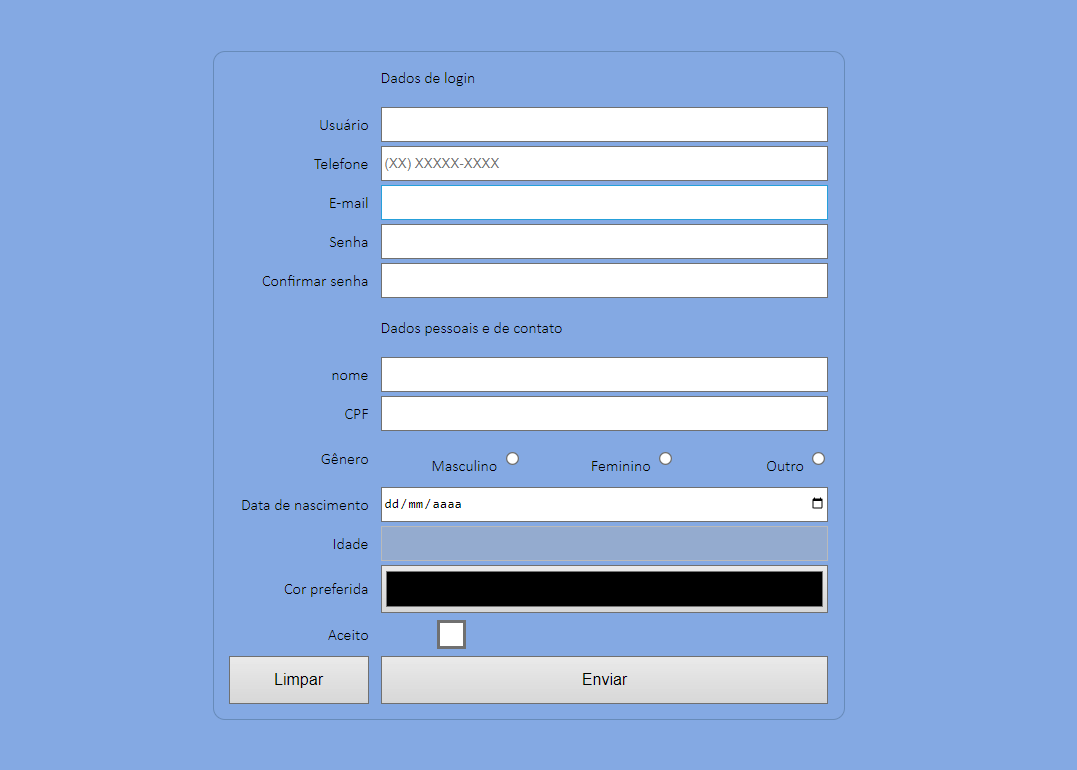 Dados de login
Usuário
Telefone (XX) XXXXX-XXXX
E-mail
Senha
Confirmar senha
Dados pessoais e de contato
nome
CPF
Gênero Masculino Feminino Outro
Data de nascimento dd/mm/aaaa
Idade
Cor preferida
Aceito
Limpar Enviar